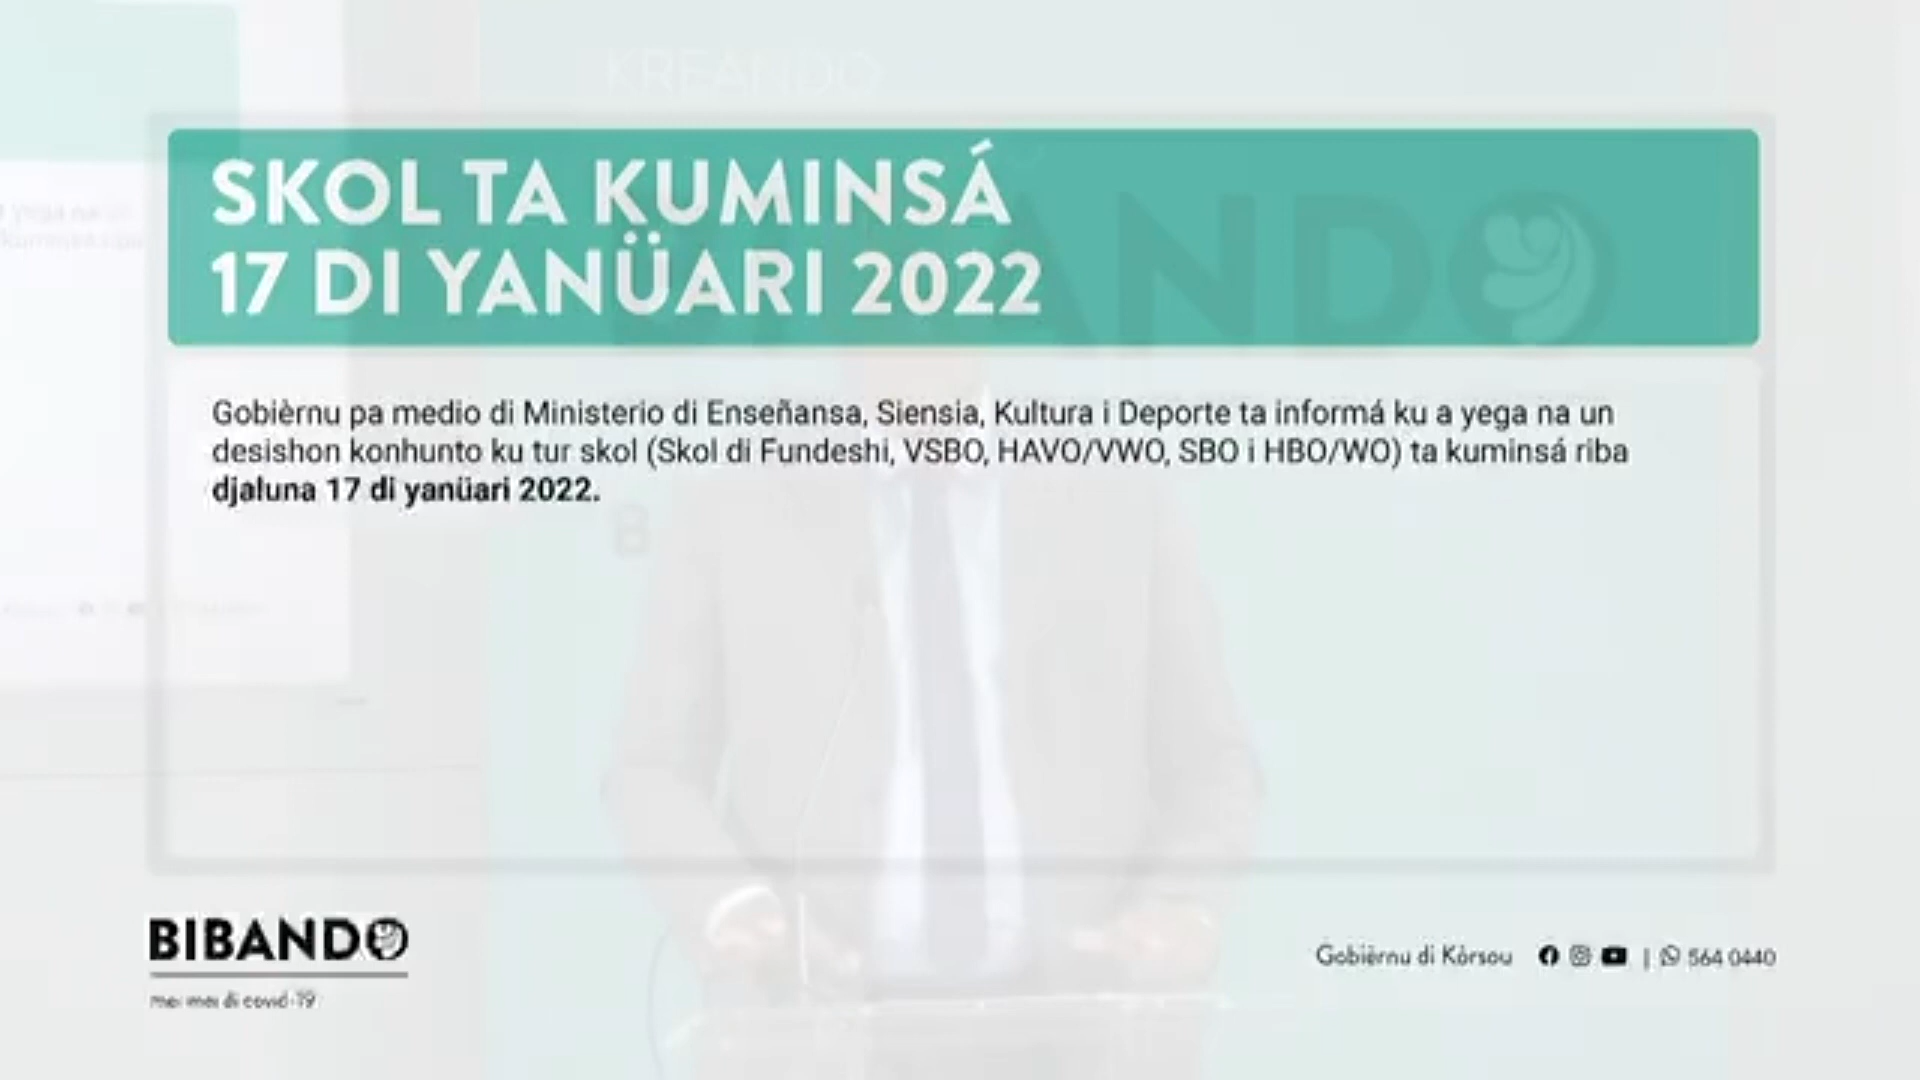 KREANDO
SKOL TA KUMINSÁ
17 DI YANÜARI 2022
Gobièrnu pa medio di Ministerio di Enseñansa, Siensia, Kultura i Deporte ta informá ku a yega na un
desishon konhunto ku tur skol (Skol di Fundeshi, VSBO, HAVO/VWO, SBO i HBO/WO) ta kuminsá riba
djaluna 17 di yanüari 2022.
BIBANDO
mei mei di covid-19
Gobièrnu di Kòrsou | 564 0440